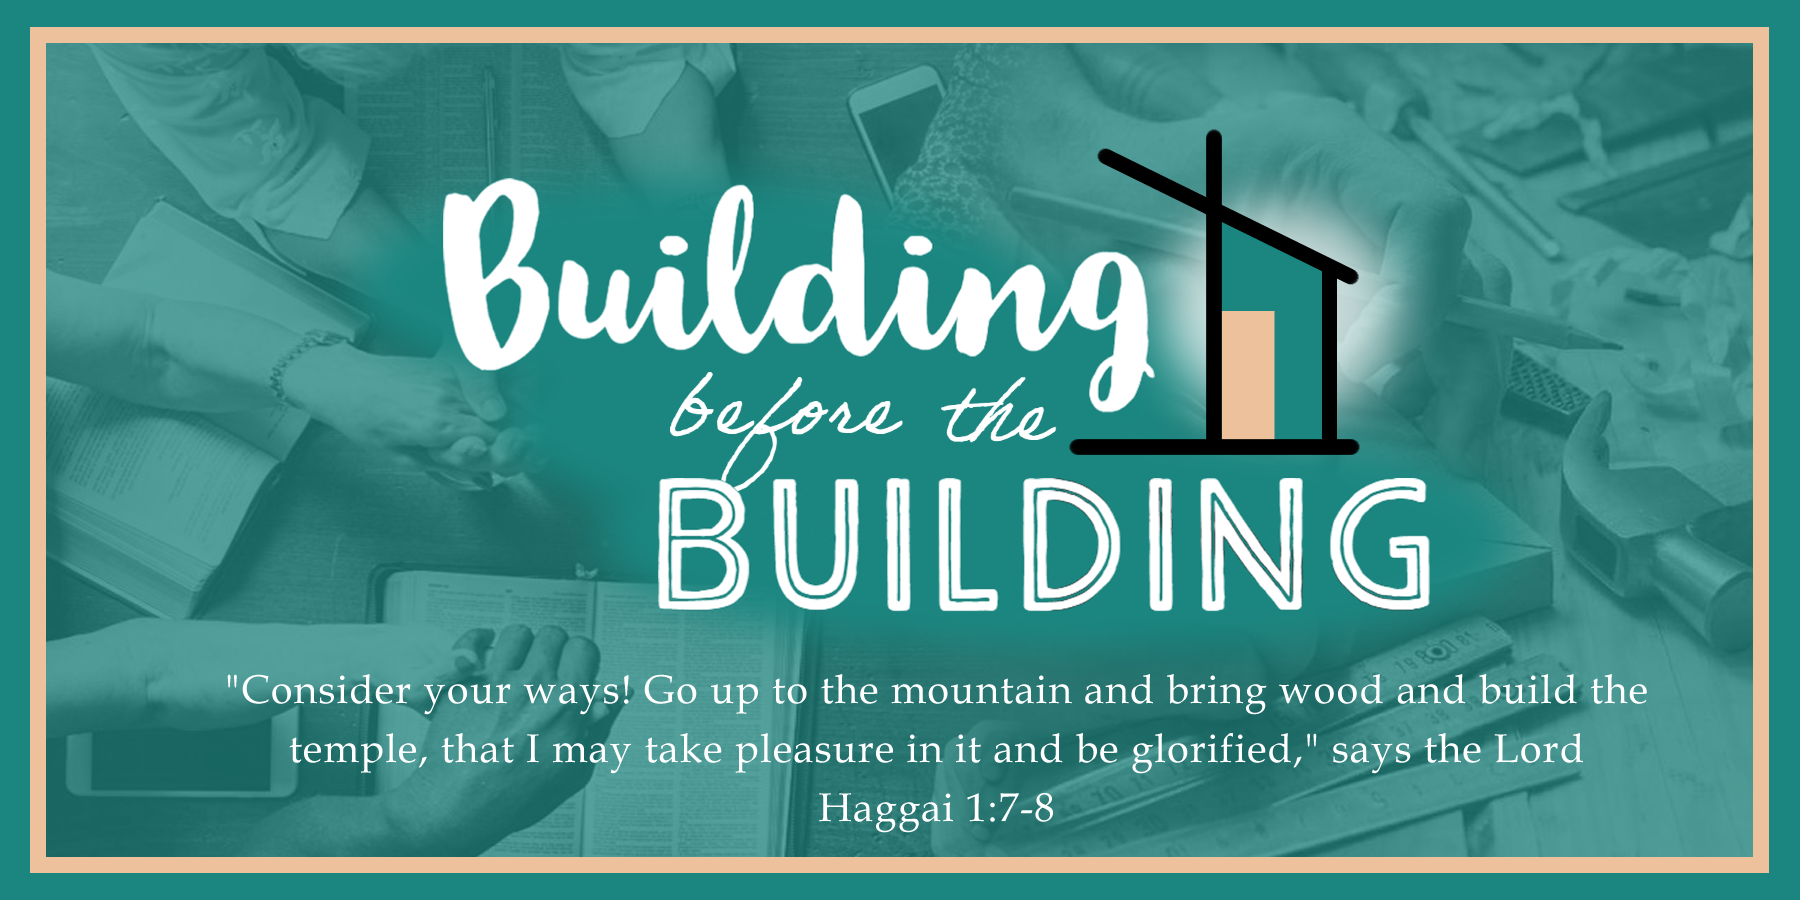 Building
before the
BUILDING
"Consider your ways! Go up to the mountain and bring wood and build the
temple, that I may take pleasure in it and be glorified," says the Lord
Haggai 1:7-8